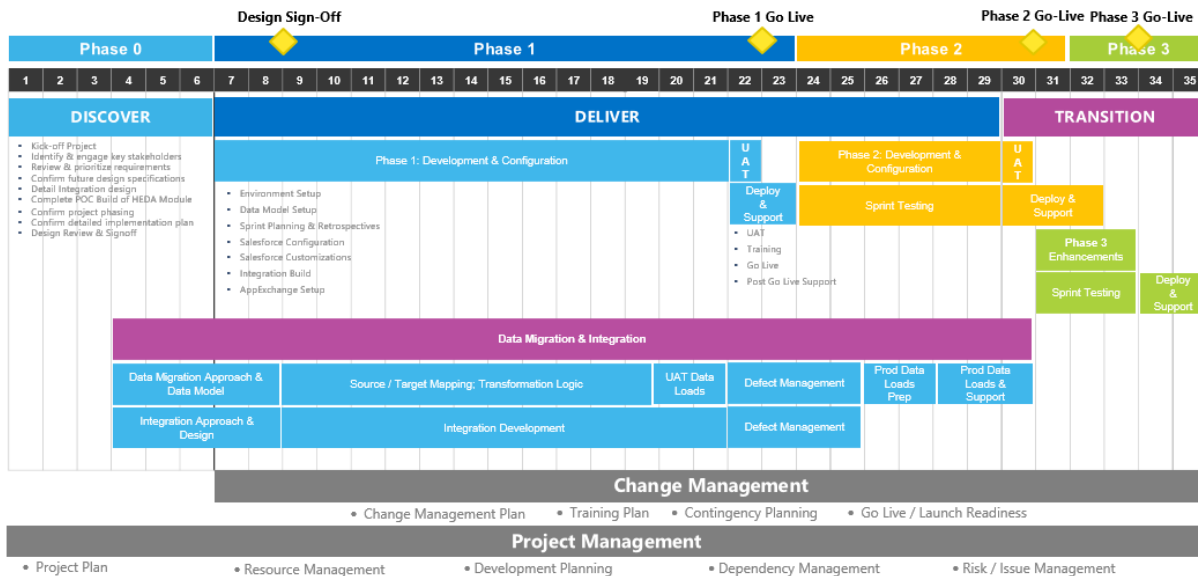 Design Sign-Off
Phase 1 Go Live
Phase 2 Go-Live
Phase 3 Go-Live
Phase 0
Phase 1
Phase 2
Phase 3
1 2 3 4 5 6 7 8 9 10 11 12 13 14 15 16 17 18 19 20 21 22 23 24 25 26 27 28 29 30 31 32 33 34 35
DISCOVER
DELIVER
TRANSITION
• Kick-off Project
• Identify & engage key stakeholders
• Review & prioritize requirements
• Confirm future design specifications
• Detail Integration design
• Complete POC Build of HEDA Module
• Confirm project phasing
• Confirm detailed implementation plan
• Design Review & Signoff
Phase 1: Development & Configuration
U
A
T
Phase 2: Development &
Configuration
U
A
T
• Environment Setup
• Data Model Setup
• Sprint Planning & Retrospectives
• Salesforce Configuration
• Salesforce Customizations
• Integration Build
• AppExchange Setup
Deploy
&
Support
Sprint Testing
Deploy &
Support
• UAT
• Training
• Go Live
• Post Go Live Support
Phase 3
Enhancements
Sprint Testing
Deploy
&
Support
Data Migration & Integration
Data Migration Approach &
Data Model
Source / Target Mapping; Transformation Logic
UAT Data
Loads
Defect Management
Prod Data
Loads
Prep
Prod Data
Loads &
Support
Integration Approach &
Design
Integration Development
Defect Management
Change Management
• Change Management Plan
• Training Plan
• Contingency Planning
• Go Live / Launch Readiness
Project Management
• Project Plan
• Resource Management
• Development Planning
• Dependency Management
• Risk / Issue Management